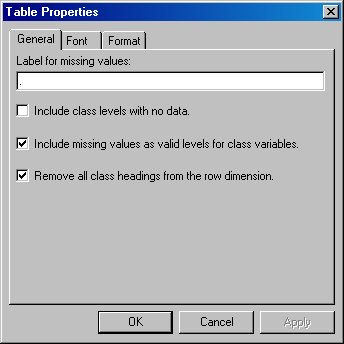 Table Properties
General Font Format
Label for missing values:
.
Include class levels with no data.
Include missing values as valid levels for class variables.
Remove all class headings from the row dimension.
OK Cancel Apply